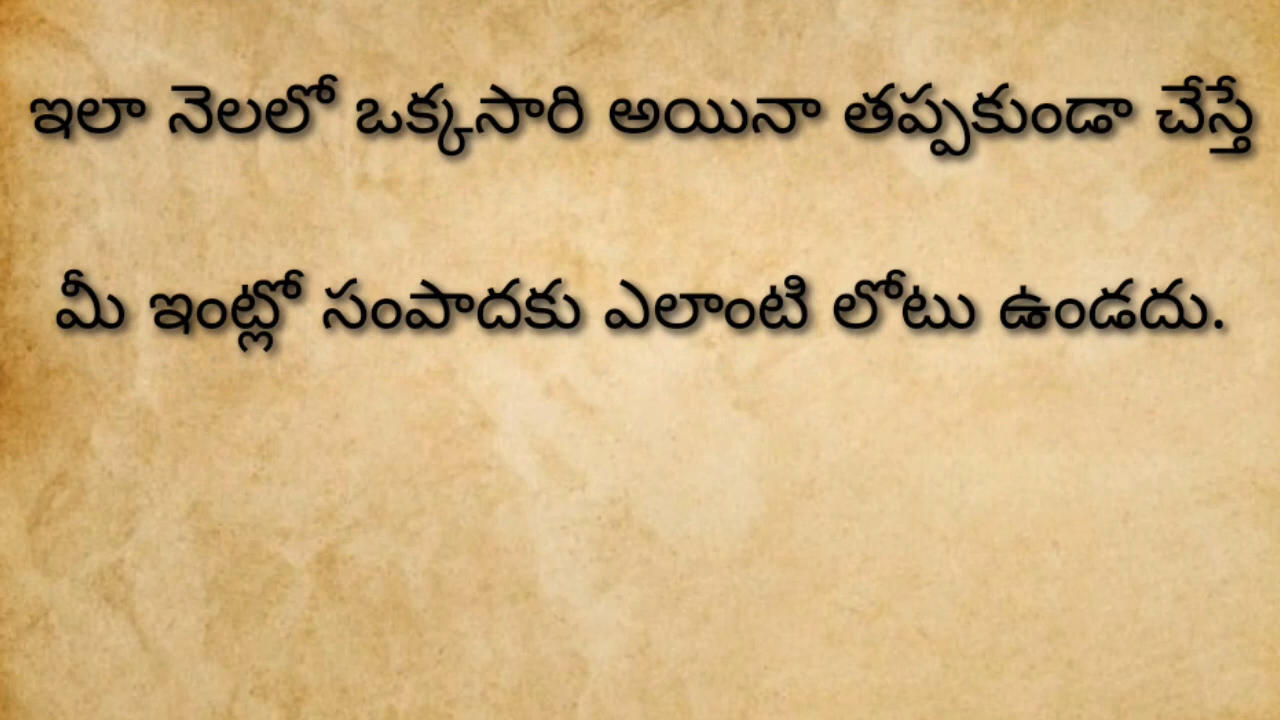 ఇలా నెలలో ఒక్కసారి అయినా తప్పకుండా చేస్తే
మీ ఇంట్లో సంపాదకు ఎలాంటి లోటు ఉండదు.